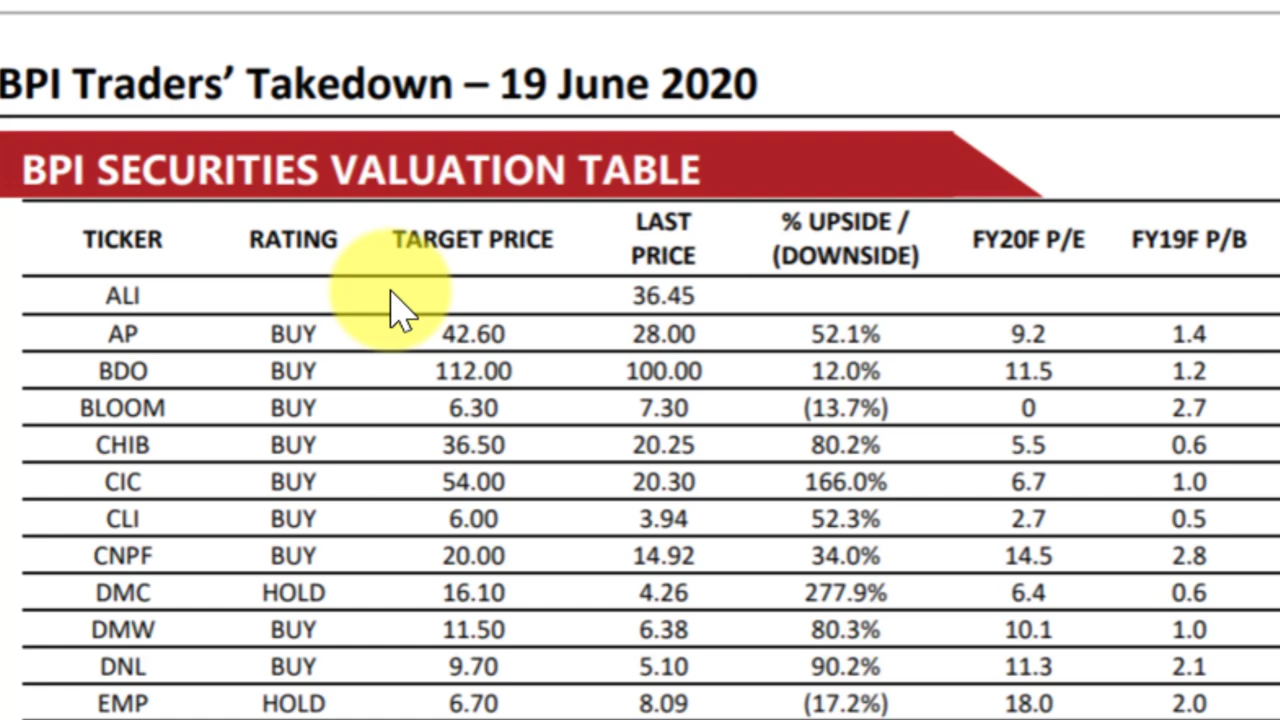 BPI Traders’ Takedown – 19 June 2020
BPI SECURITIES VALUATION TABLE
TICKER RATING TARGET PRICE LAST PRICE % UPSIDE / (DOWNSIDE) FY20F P/E FY19F P/B
ALI 36.45
AP BUY 42.60 28.00 52.1% 9.2 1.4
BDO BUY 112.00 100.00 12.0% 11.5 1.2
BLOOM BUY 6.30 7.30 (13.7%) 0 2.7
CHIB BUY 36.50 20.25 80.2% 5.5 0.6
CIC BUY 54.00 20.30 166.0% 6.7 1.0
CLI BUY 6.00 3.94 52.3% 2.7 0.5
CNPF BUY 20.00 14.92 34.0% 14.5 2.8
DMC HOLD 16.10 4.26 277.9% 6.4 0.6
DMW BUY 11.50 6.38 80.3% 10.1 1.0
DNL BUY 9.70 5.10 90.2% 11.3 2.1
EMP HOLD 6.70 8.09 (17.2%) 18.0 2.0